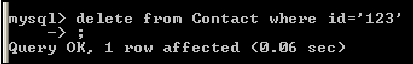 mysql> delete from Contact where id='123'
    -> ;
Query OK, 1 row affected (0.06 sec)